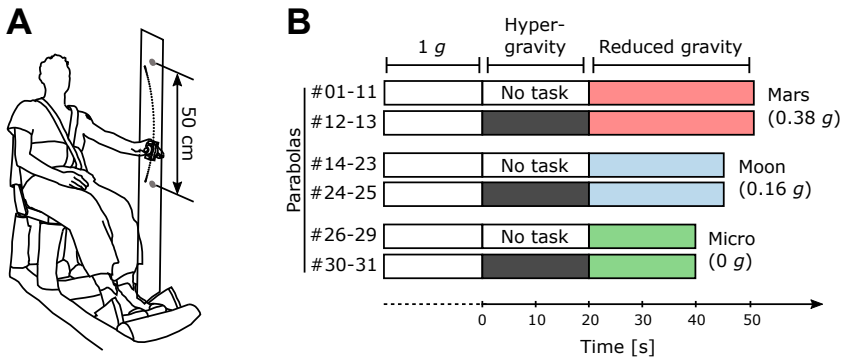 A
50 cm
B
1 g
Hyper-
gravity
Reduced gravity
Parabolas
#01-11
No task
#12-13
Mars
(0.38 g)
#14-23
No task
#24-25
Moon
(0.16 g)
#26-29
No task
#30-31
Micro
(0 g)
0 10 20 30 40 50
Time [s]